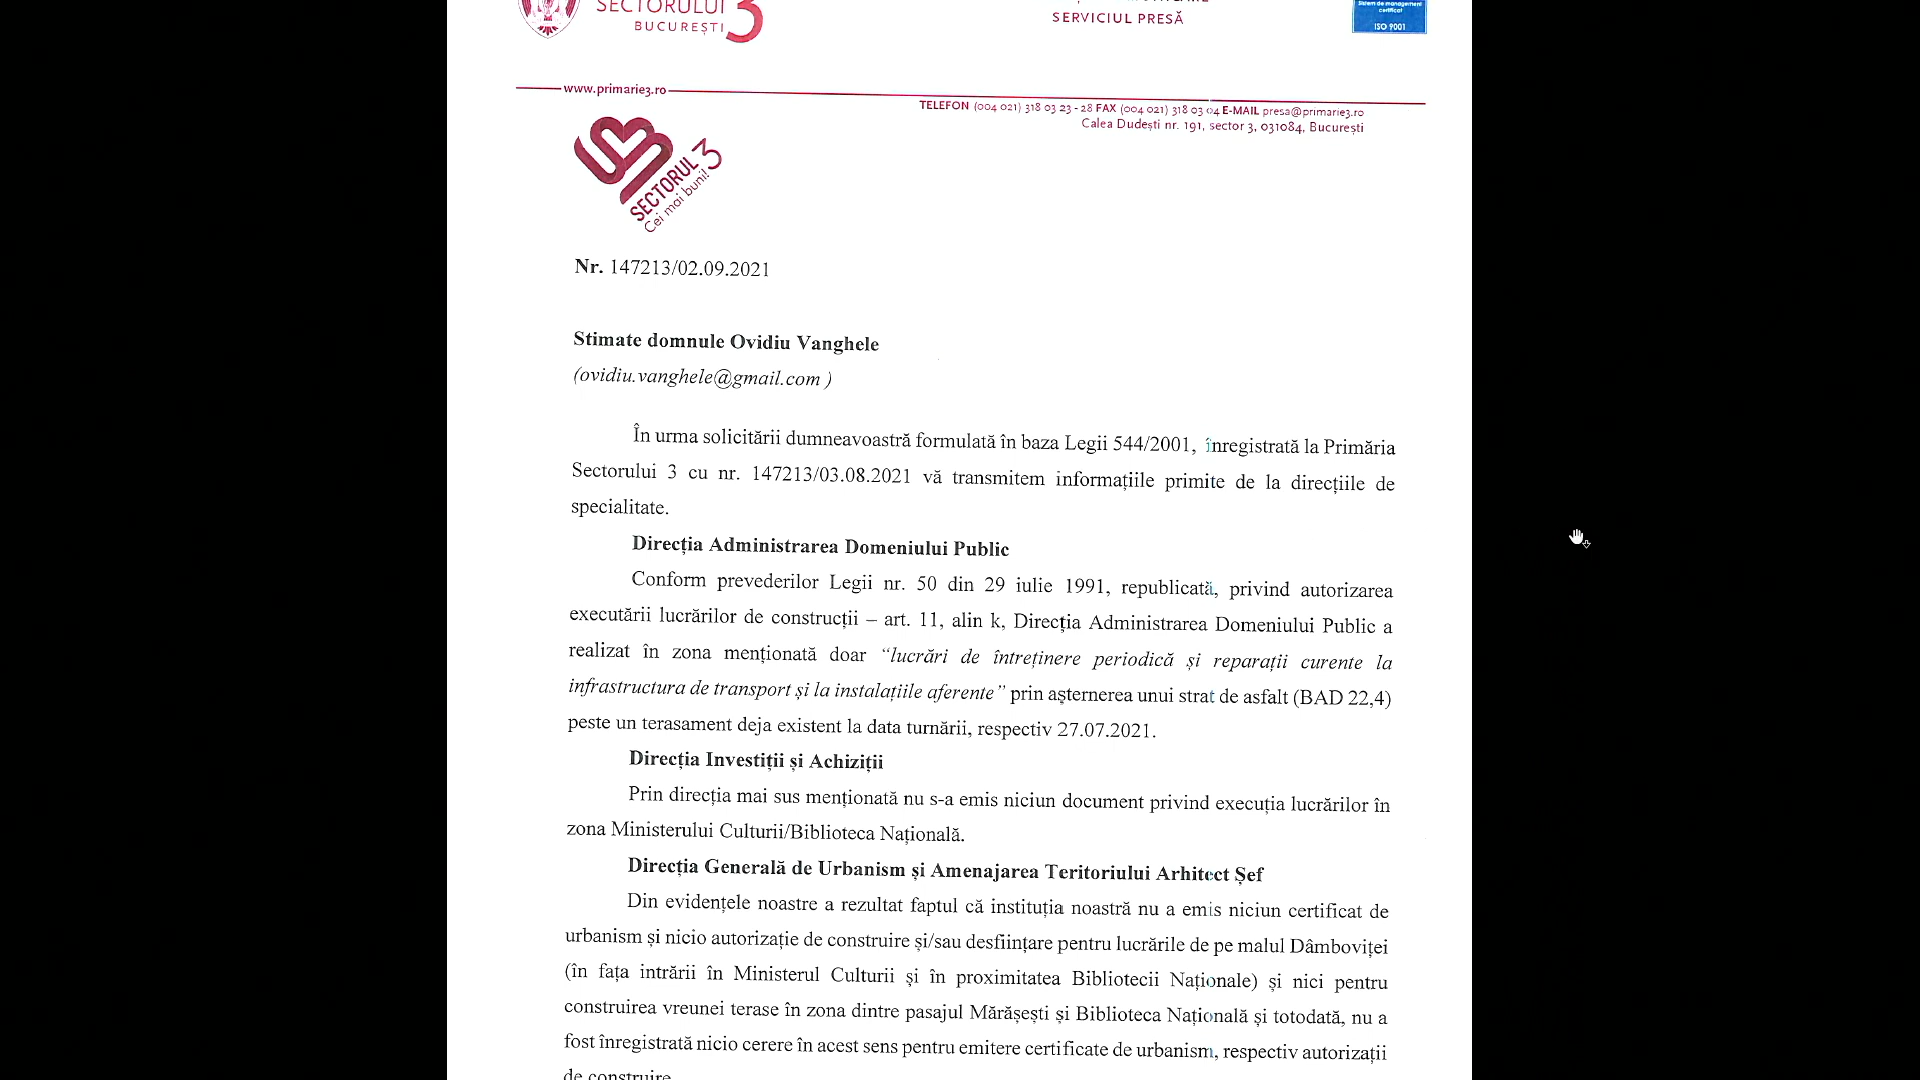 SECTORULUI 3
BUCUREȘTI
SERVICIUL PRESĂ
Sistem de management
certificat
ISO 9001
www.primarie3.ro
TELEFON (004 021) 318 03 23 - 28 FAX (004 021) 318 03 04 E-MAIL presa@primarie3.ro
Calea Dudești nr. 191, sector 3, 031084, București
SECTORUL 3
Cei mai buni!
Nr. 147213/02.09.2021
Stimate domnule Ovidiu Vanghele
(ovidiu.vanghele@gmail.com )
În urma solicitării dumneavoastră formulată în baza Legii 544/2001, înregistrată la Primăria
Sectorului 3 cu nr. 147213/03.08.2021 vă transmitem informațiile primite de la direcțiile de
specialitate.
Direcția Administrarea Domeniului Public
Conform prevederilor Legii nr. 50 din 29 iulie 1991, republicată, privind autorizarea
executării lucrărilor de construcții – art. 11, alin k, Direcția Administrarea Domeniului Public a
realizat în zona menționată doar “lucrări de întreținere periodică și reparații curente la
infrastructura de transport și la instalațiile aferente” prin așternerea unui strat de asfalt (BAD 22,4)
peste un terasament deja existent la data turnării, respectiv 27.07.2021.
Direcția Investiții și Achiziții
Prin direcția mai sus menționată nu s-a emis niciun document privind execuția lucrărilor în
zona Ministerului Culturii/Biblioteca Națională.
Direcția Generală de Urbanism și Amenajarea Teritoriului Arhitect Șef
Din evidențele noastre a rezultat faptul că instituția noastră nu a emis niciun certificat de
urbanism și nicio autorizație de construire și/sau desființare pentru lucrările de pe malul Dâmboviței
(în fața intrării în Ministerul Culturii și în proximitatea Bibliotecii Naționale) și nici pentru
construirea vreunei terase în zona dintre pasajul Mărășești și Biblioteca Națională și totodată, nu a
fost înregistrată nicio cerere în acest sens pentru emitere certificate de urbanism, respectiv autorizații
de construire